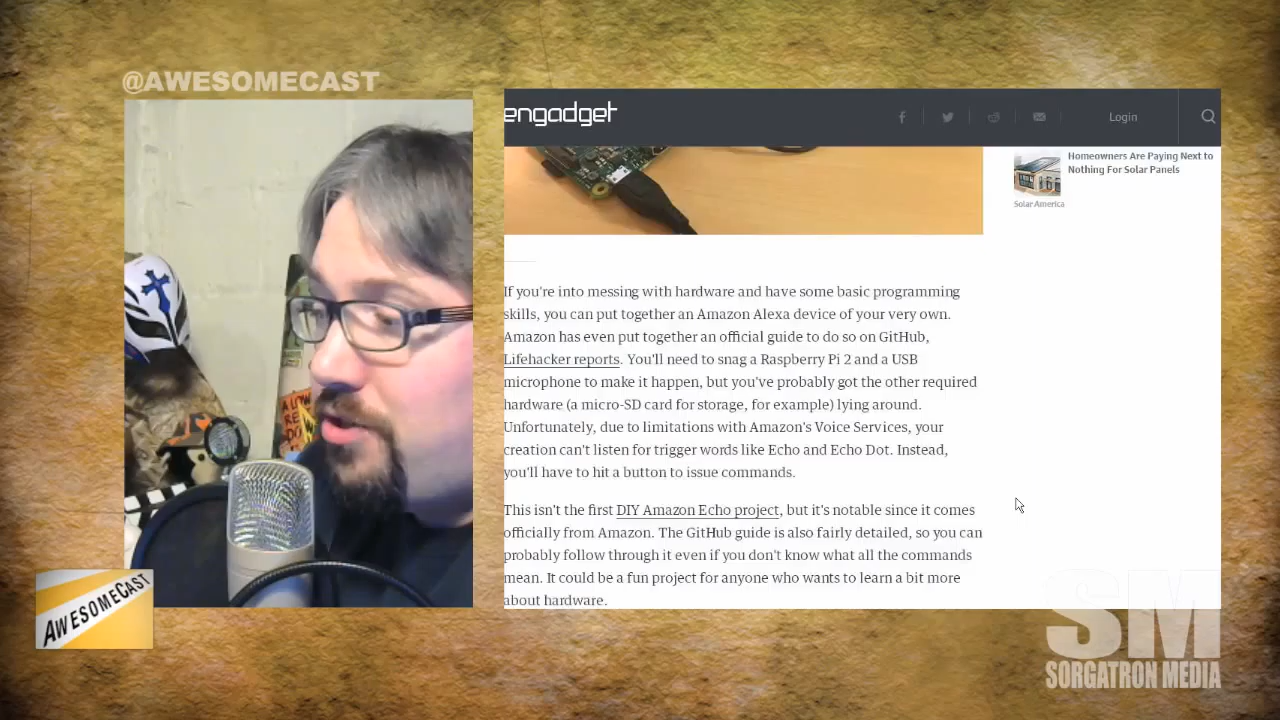 @AWESOMECAST
engadget
Login
Homeowners Are Paying Next to
Nothing For Solar Panels
Solar America
If you're into messing with hardware and have some basic programming
skills, you can put together an Amazon Alexa device of your very own.
Amazon has even put together an official guide to do so on GitHub,
Lifehacker reports. You'll need to snag a Raspberry Pi 2 and a USB
microphone to make it happen, but you've probably got the other required
hardware (a micro-SD card for storage, for example) lying around.
Unfortunately, due to limitations with Amazon's Voice Services, your
creation can't listen for trigger words like Echo and Echo Dot. Instead,
you'll have to hit a button to issue commands.
This isn't the first DIY Amazon Echo project, but it's notable since it comes
officially from Amazon. The GitHub guide is also fairly detailed, so you can
probably follow through it even if you don't know what all the commands
mean. It could be a fun project for anyone who wants to learn a bit more
about hardware.
AWESOMECAST
SM
SORGATRON MEDIA